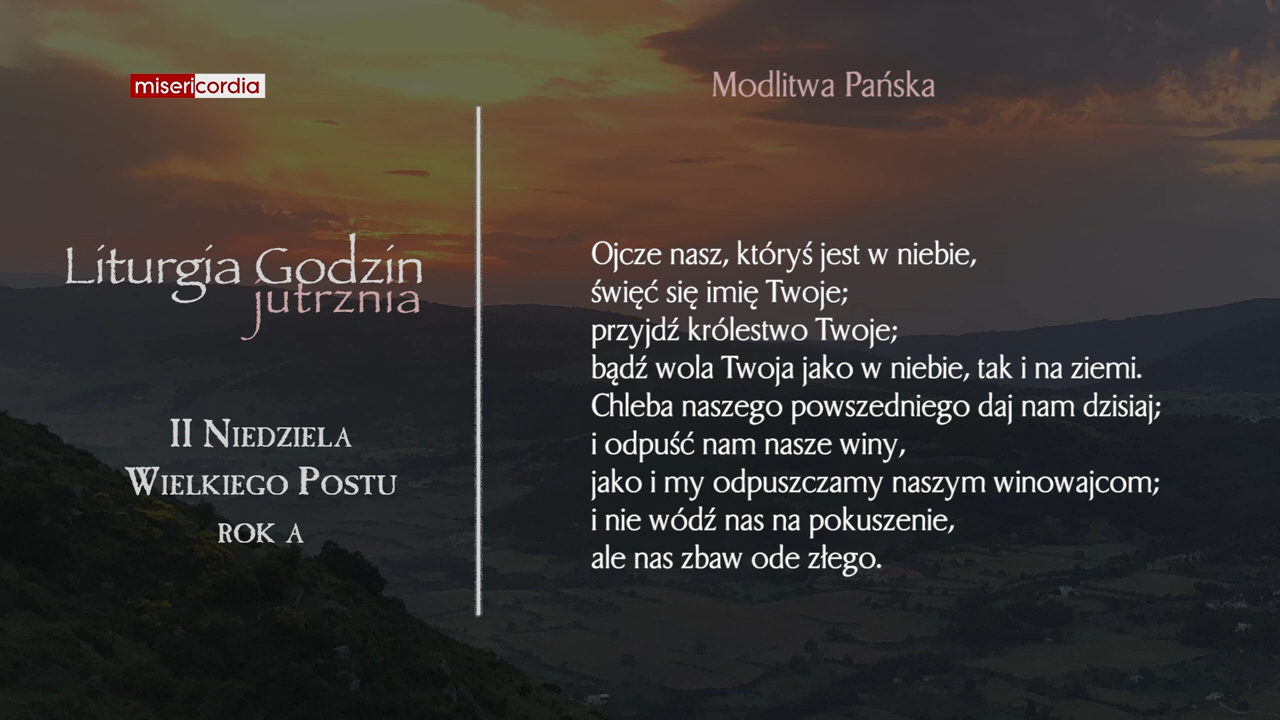 misericordia
Liturgia Godzin
jutrznia
II Niedziela
Wielkiego Postu
rok A
Modlitwa Pańska
Ojcze nasz, któryś jest w niebie,
święć się imię Twoje;
przyjdź królestwo Twoje;
bądź wola Twoja jako w niebie, tak i na ziemi.
Chleba naszego powszedniego daj nam dzisiaj;
i odpuść nam nasze winy,
jako i my odpuszczamy naszym winowajcom;
i nie wódź nas na pokuszenie,
ale nas zbaw ode złego.